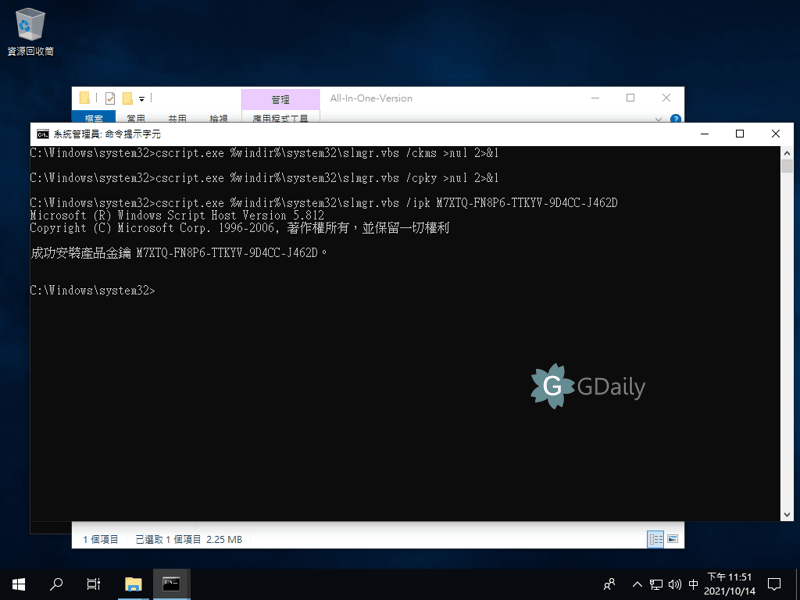 資源回收筒
管理
All-In-One-Version
檔案
常用
共用
檢視
應用程式工具
系統管理員: 命令提示字元
C:\Windows\system32>cscript.exe %windir%\system32\slmgr.vbs /ckms >nul 2>&1
C:\Windows\system32>cscript.exe %windir%\system32\slmgr.vbs /cpky >nul 2>&1
C:\Windows\system32>cscript.exe %windir%\system32\slmgr.vbs /ipk M7XTQ-FN8P6-TTKYV-9D4CC-J462D
Microsoft (R) Windows Script Host Version 5.812
Copyright (C) Microsoft Corp. 1996-2006, 著作權所有，並保留一切權利
成功安裝產品金鑰 M7XTQ-FN8P6-TTKYV-9D4CC-J462D。
C:\Windows\system32>
G GDaily
1 個項目
已選取 1 個項目 2.25 MB
中
下午 11:51
2021/10/14